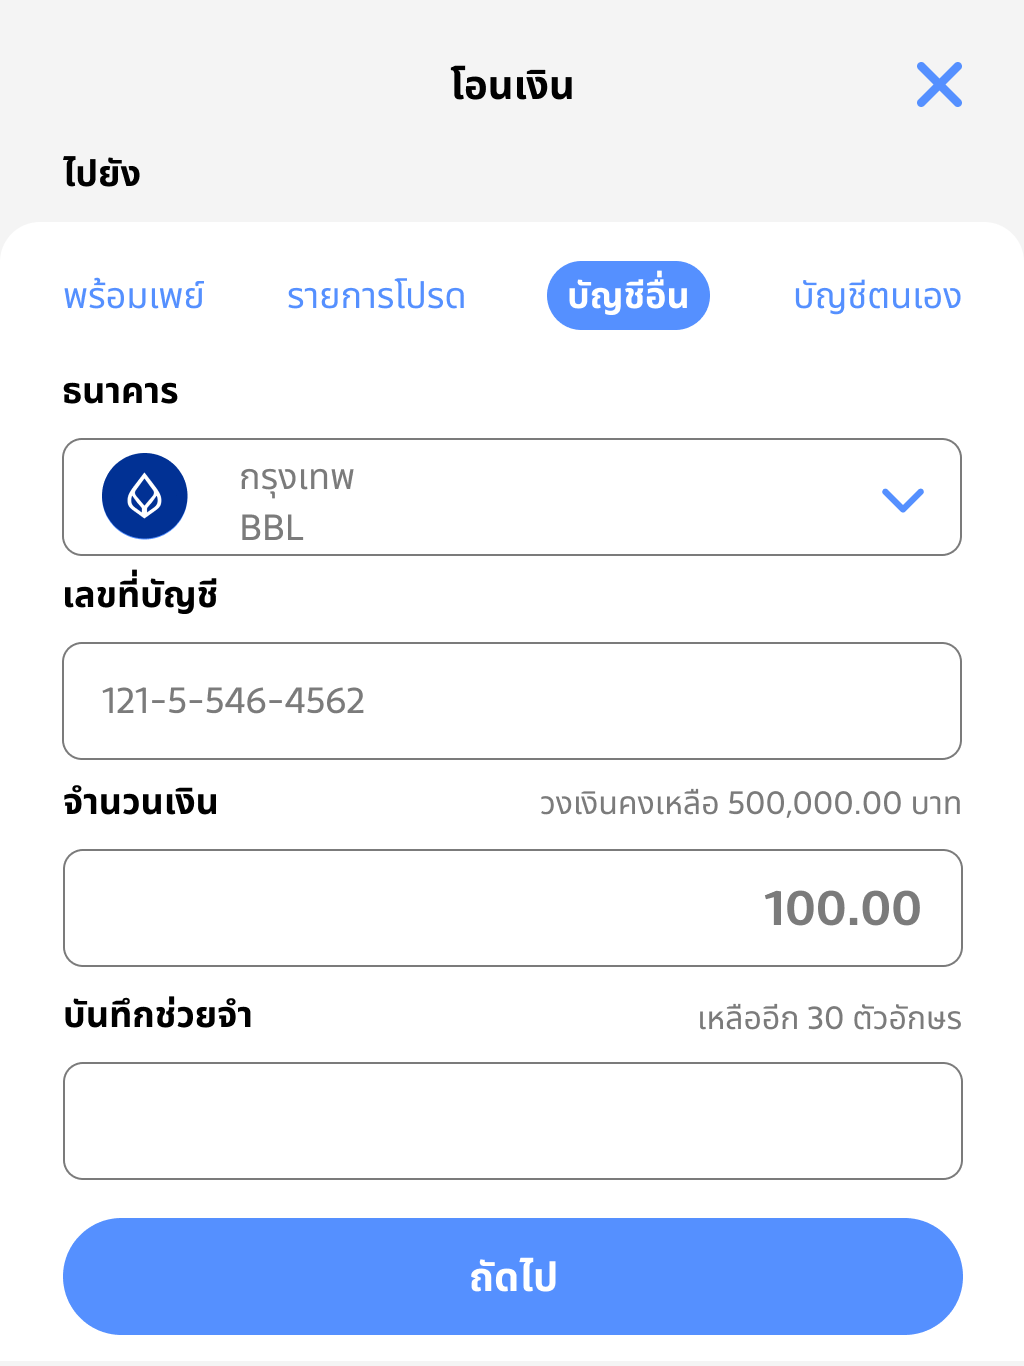 โอนเงิน
ไปยัง
พร้อมเพย์ รายการโปรด บัญชีอื่น บัญชีตนเอง
ธนาคาร
กรุงเทพ
BBL
เลขที่บัญชี
121-5-546-4562
จำนวนเงิน วงเงินคงเหลือ 500,000.00 บาท
100.00
บันทึกช่วยจำ เหลืออีก 30 ตัวอักษร
ถัดไป